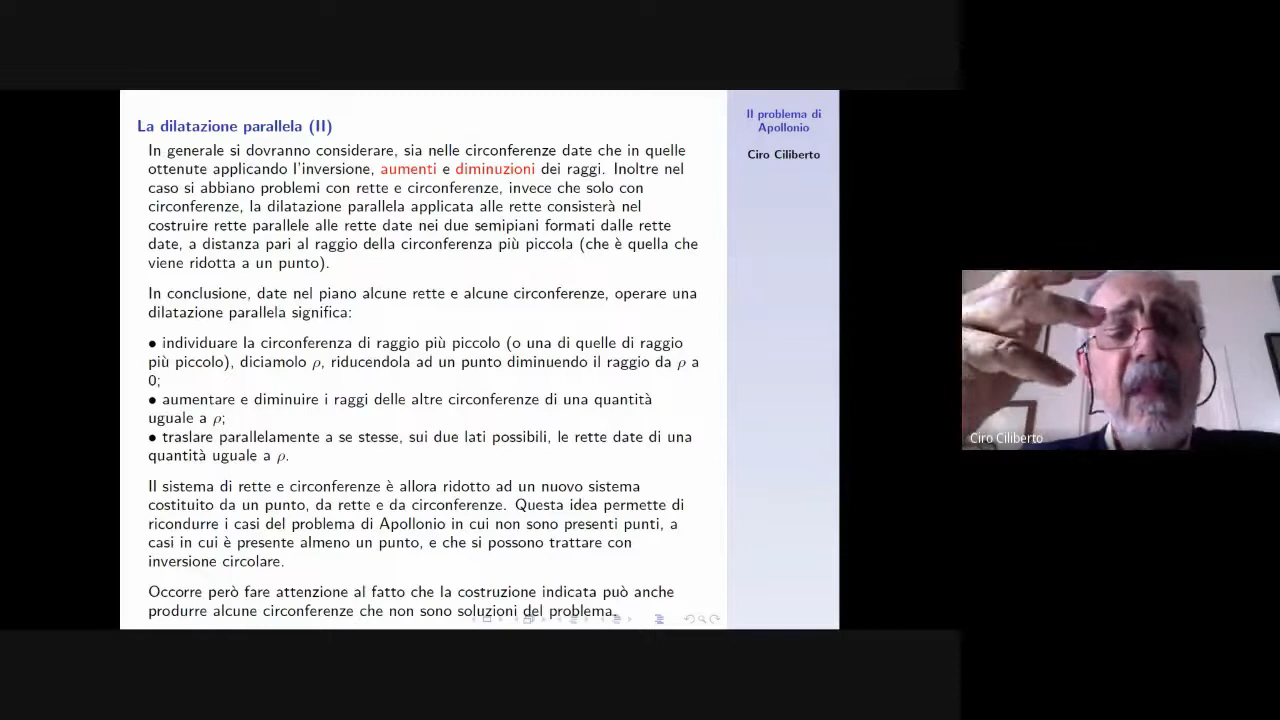 La dilatazione parallela (II)
In generale si dovranno considerare, sia nelle circonferenze date che in quelle
ottenute applicando l'inversione, aumenti e diminuzioni dei raggi. Inoltre nel
caso si abbiano problemi con rette e circonferenze, invece che solo con
circonferenze, la dilatazione parallela applicata alle rette consisterà nel
costruire rette parallele alle rette date nei due semipiani formati dalle rette
date, a distanza pari al raggio della circonferenza più piccola (che è quella che
viene ridotta a un punto).
In conclusione, date nel piano alcune rette e alcune circonferenze, operare una
dilatazione parallela significa:
• individuare la circonferenza di raggio più piccolo (o una di quelle di raggio
più piccolo), diciamolo ρ, riducendola ad un punto diminuendo il raggio da ρ a
0;
• aumentare e diminuire i raggi delle altre circonferenze di una quantità
uguale a ρ;
• traslare parallelamente a se stesse, sui due lati possibili, le rette date di una
quantità uguale a ρ.
Il sistema di rette e circonferenze è allora ridotto ad un nuovo sistema
costituito da un punto, da rette e da circonferenze. Questa idea permette di
ricondurre i casi del problema di Apollonio in cui non sono presenti punti, a
casi in cui è presente almeno un punto, e che si possono trattare con
inversione circolare.
Occorre però fare attenzione al fatto che la costruzione indicata può anche
produrre alcune circonferenze che non sono soluzioni del problema.
Il problema di
Apollonio
Ciro Ciliberto
Ciro Ciliberto